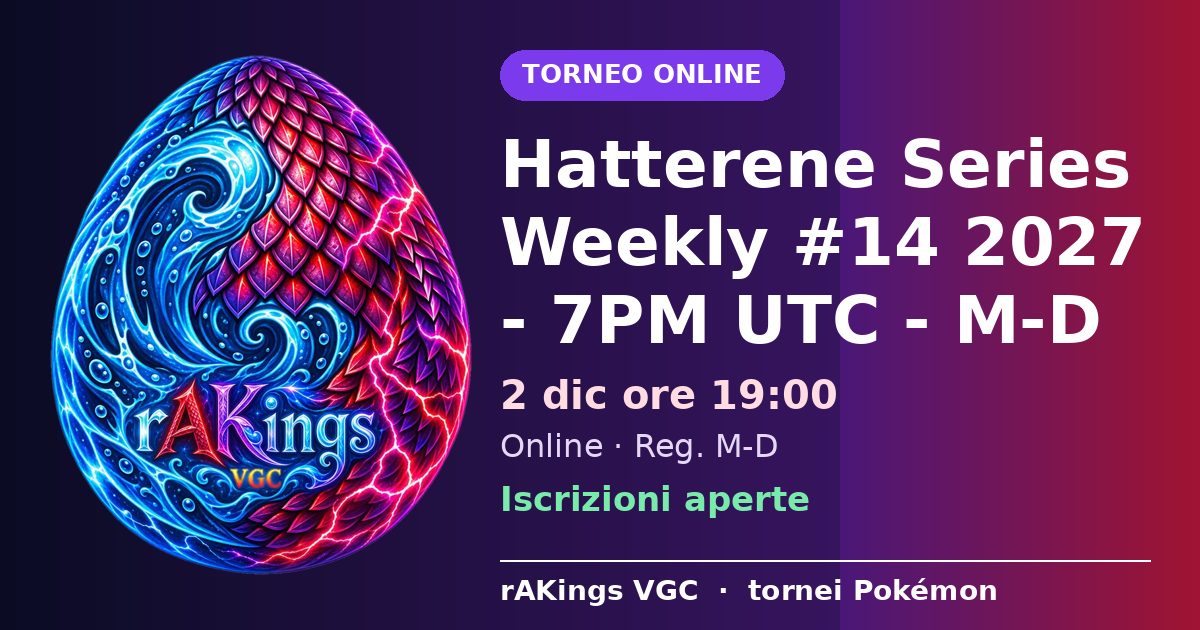 TORNEO ONLINE
Hatterene Series
Weekly #14 2027
- 7PM UTC - M-D
2 dic ore 19:00
Online · Reg. M-D
Iscrizioni aperte
rAKings
VGC
rAKings VGC · tornei Pokémon